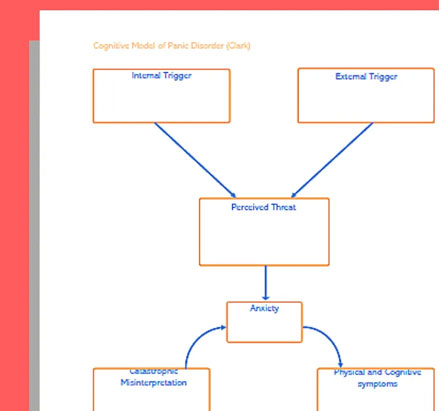 Cognitive Model of Panic Disorder (Clark)
Internal Trigger
External Trigger
Perceived Threat
Anxiety
Catastrophic
Misinterpretation
Physical and Cognitive
symptoms